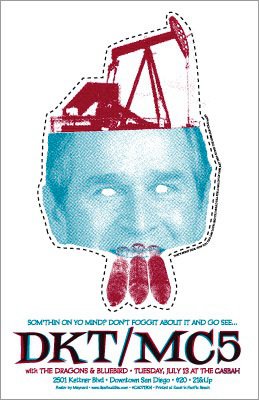 SOM'THIN ON YO MIND? DON'T FOGGIT ABOUT IT AND GO SEE...
DKT/MC5
with THE DRAGONS & BLUEBIRD • TUESDAY, JULY 13 AT THE CASBAH
2501 Kettner Blvd • Downtown San Diego • $20 • 21&Up